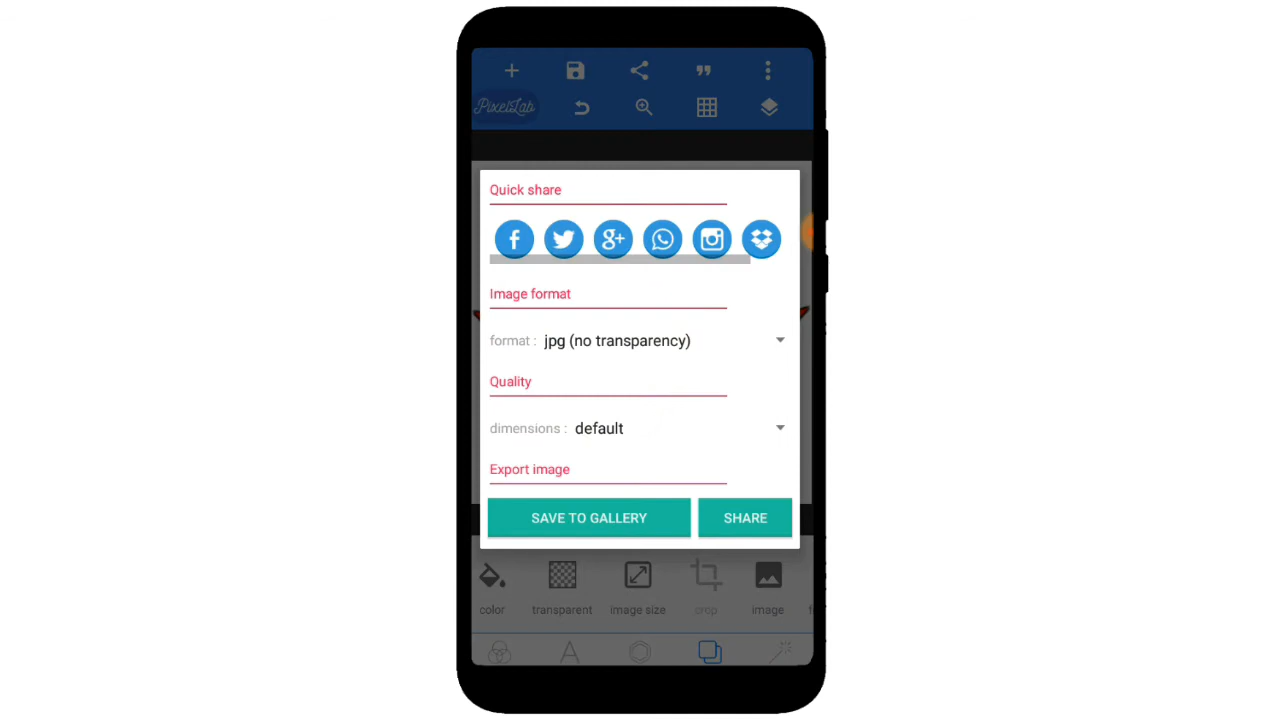 PixelLab
Quick share
Image format
format : jpg (no transparency)
Quality
dimensions : default
Export image
SAVE TO GALLERY SHARE
color transparent image size crop image